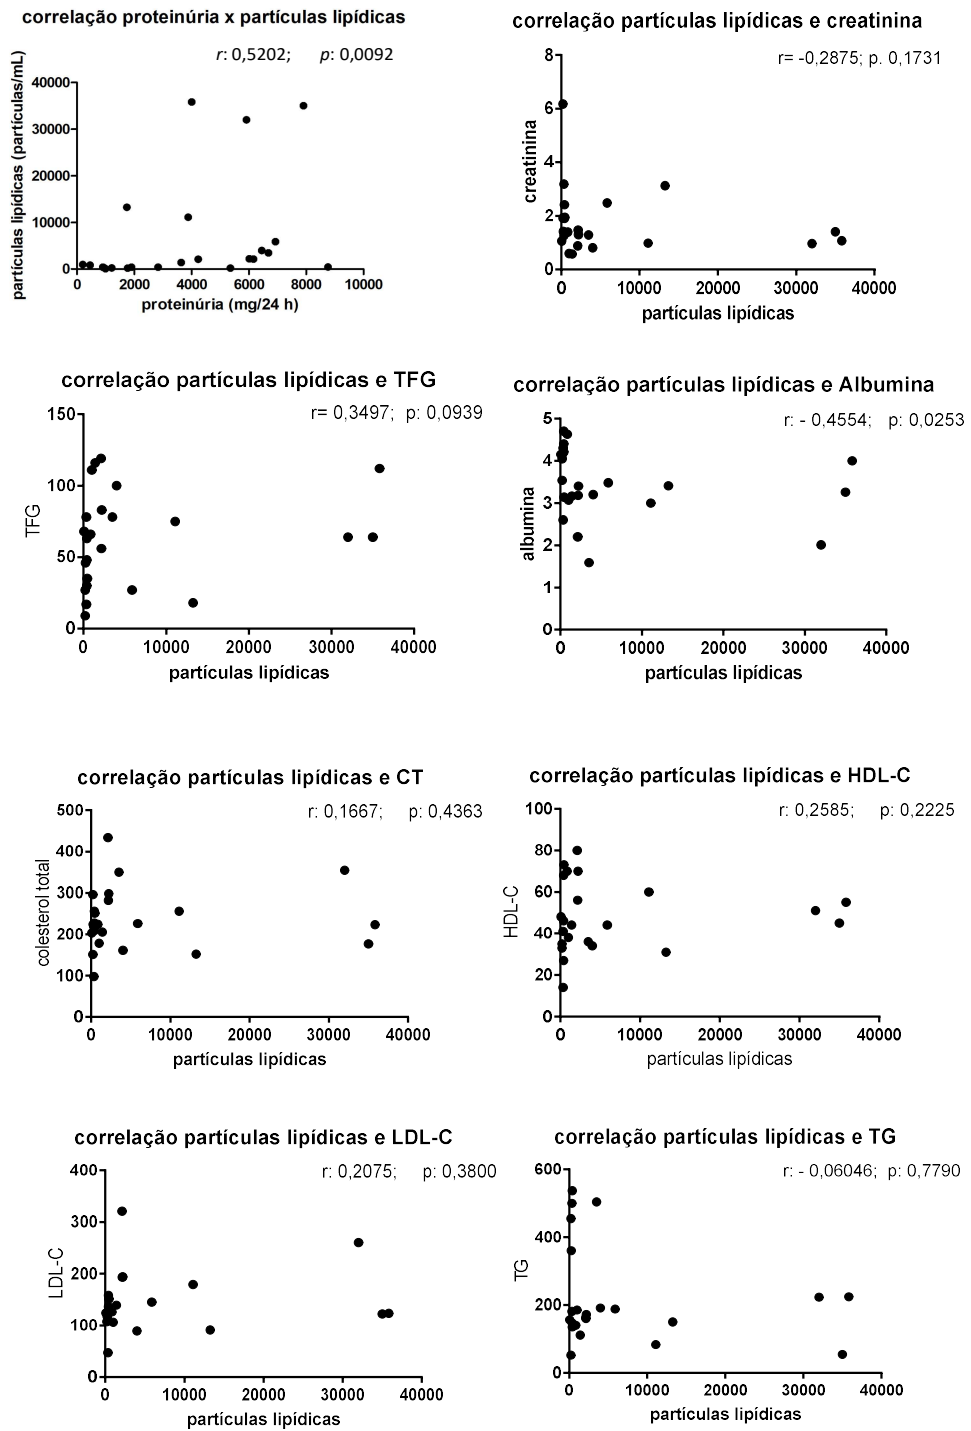 correlação proteinúria x partículas lipídicas
r: 0,5202; p: 0,0092
partículas lipídicas (partículas/mL)
40000
30000
20000
10000
0
0 2000 4000 6000 8000 10000
proteinúria (mg/24 h)
correlação partículas lipídicas e creatinina
r= -0,2875; p. 0,1731
creatinina
8
6
4
2
0
0 10000 20000 30000 40000
partículas lipídicas
correlação partículas lipídicas e TFG
r= 0,3497; p: 0,0939
TFG
150
100
50
0
0 10000 20000 30000 40000
partículas lipídicas
correlação partículas lipídicas e Albumina
r: - 0,4554; p: 0,0253
albumina
5
4
3
2
1
0
0 10000 20000 30000 40000
partículas lipídicas
correlação partículas lipídicas e CT
r: 0,1667; p: 0,4363
colesterol total
500
400
300
200
100
0
0 10000 20000 30000 40000
partículas lipídicas
correlação partículas lipídicas e HDL-C
r: 0,2585; p: 0,2225
HDL-C
100
80
60
40
20
0
0 10000 20000 30000 40000
partículas lipídicas
correlação partículas lipídicas e LDL-C
r: 0,2075; p: 0,3800
LDL-C
400
300
200
100
0
0 10000 20000 30000 40000
partículas lipídicas
correlação partículas lipídicas e TG
r: - 0,06046; p: 0,7790
TG
600
400
200
0
0 10000 20000 30000 40000
partículas lipídicas